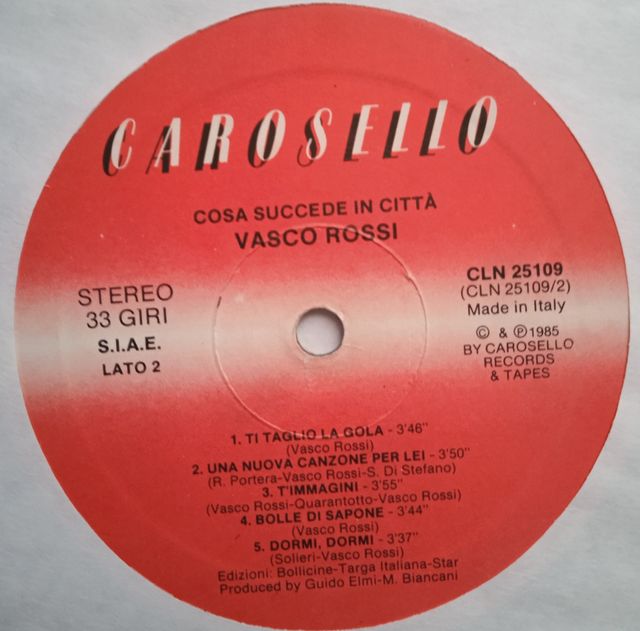 CAROSELLO
COSA SUCCEDE IN CITTÀ
VASCO ROSSI
STEREO
33 GIRI
S.I.A.E.
LATO 2
CLN 25109
(CLN 25109/2)
Made in Italy
© & ℗ 1985
BY CAROSELLO
RECORDS
& TAPES
1. TI TAGLIO LA GOLA - 3'46"
(Vasco Rossi)
2. UNA NUOVA CANZONE PER LEI - 3'50"
(R. Portera-Vasco Rossi-S. Di Stefano)
3. T'IMMAGINI - 3'55"
(Vasco Rossi-Quarantotto-Vasco Rossi)
4. BOLLE DI SAPONE - 3'44"
(Vasco Rossi)
5. DORMI, DORMI - 3'37"
(Solieri-Vasco Rossi)
Edizioni: Bollicine-Targa Italiana-Star
Produced by Guido Elmi-M. Biancani